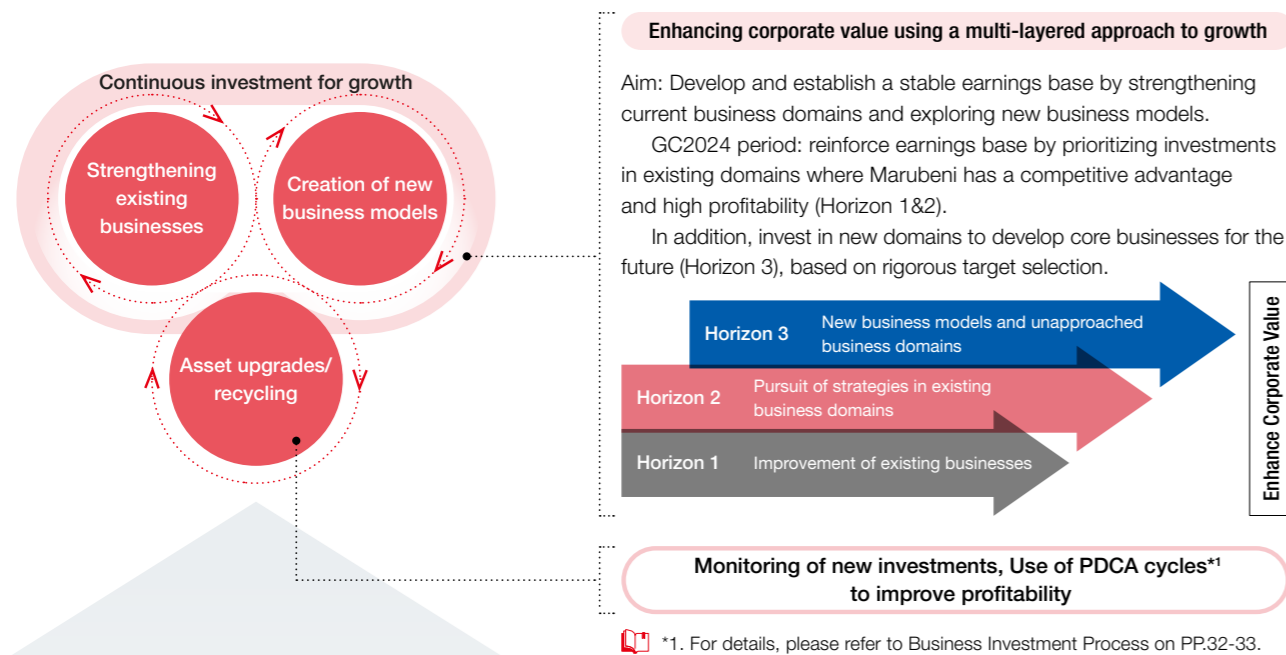 Continuous investment for growth
Strengthening
existing
businesses
Creation of new
business models
Asset upgrades/
recycling
Enhancing corporate value using a multi-layered approach to growth
Aim: Develop and establish a stable earnings base by strengthening
current business domains and exploring new business models.
GC2024 period: reinforce earnings base by prioritizing investments
in existing domains where Marubeni has a competitive advantage
and high profitability (Horizon 1&2).
In addition, invest in new domains to develop core businesses for the
future (Horizon 3), based on rigorous target selection.
Horizon 3
New business models and unapproached
business domains
Horizon 2
Pursuit of strategies in existing
business domains
Horizon 1
Improvement of existing businesses
Enhance Corporate Value
Monitoring of new investments, Use of PDCA cycles*1
to improve profitability
*1. For details, please refer to Business Investment Process on PP.32-33.